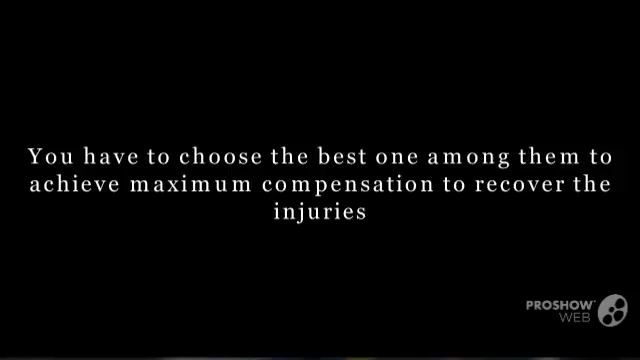 You have to choose the best one among them to
achieve maximum compensation to recover the
injuries
PROSHOW
WEB